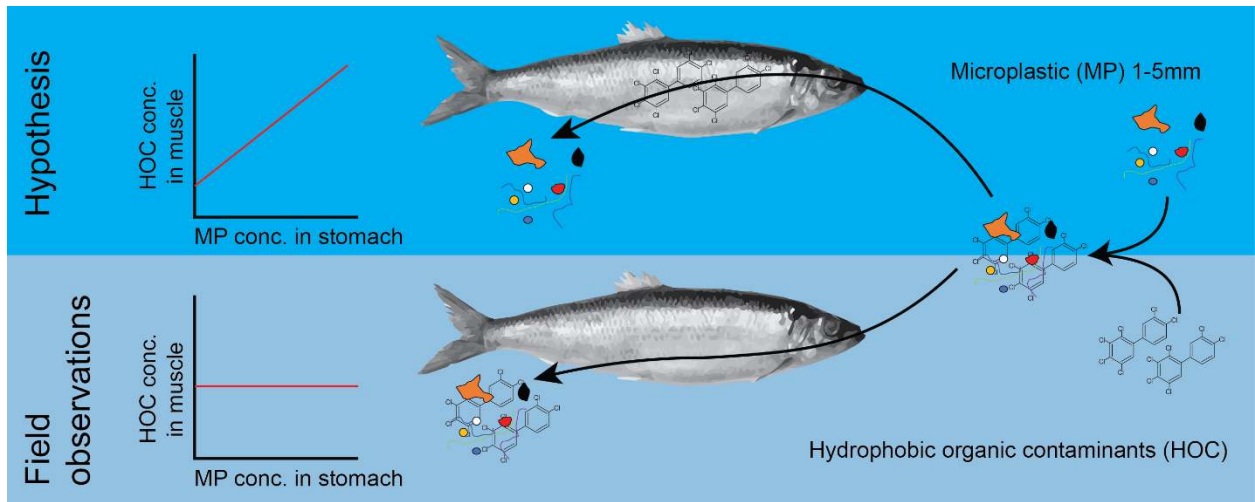 Hypothesis
HOC conc.
in muscle
MP conc. in stomach
Microplastic (MP) 1-5mm
Field
observations
HOC conc.
in muscle
MP conc. in stomach
Hydrophobic organic contaminants (HOC)